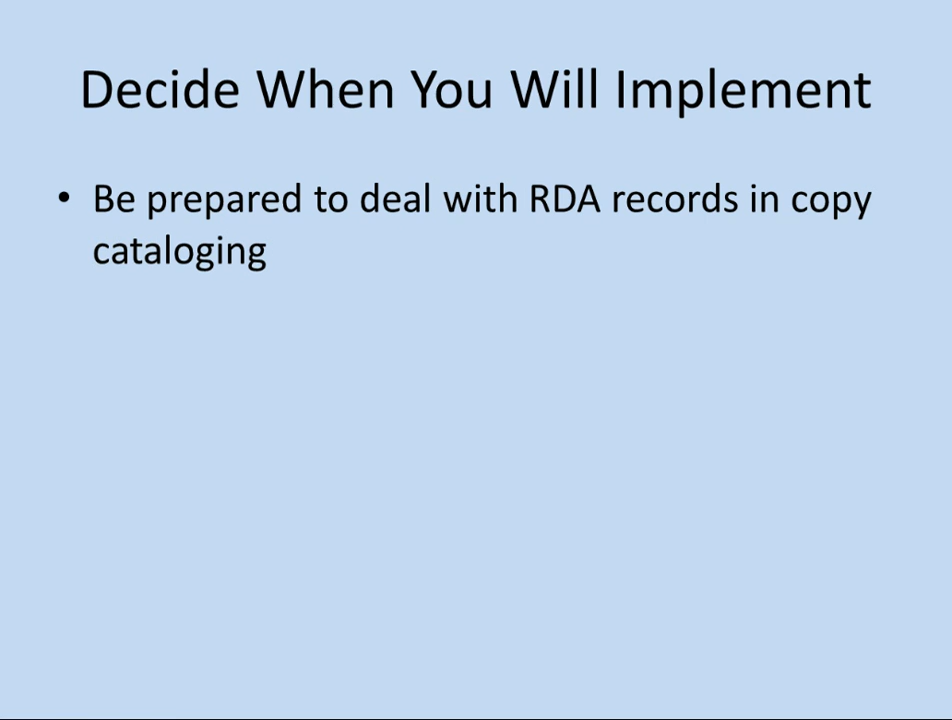 Decide When You Will Implement
• Be prepared to deal with RDA records in copy
cataloging